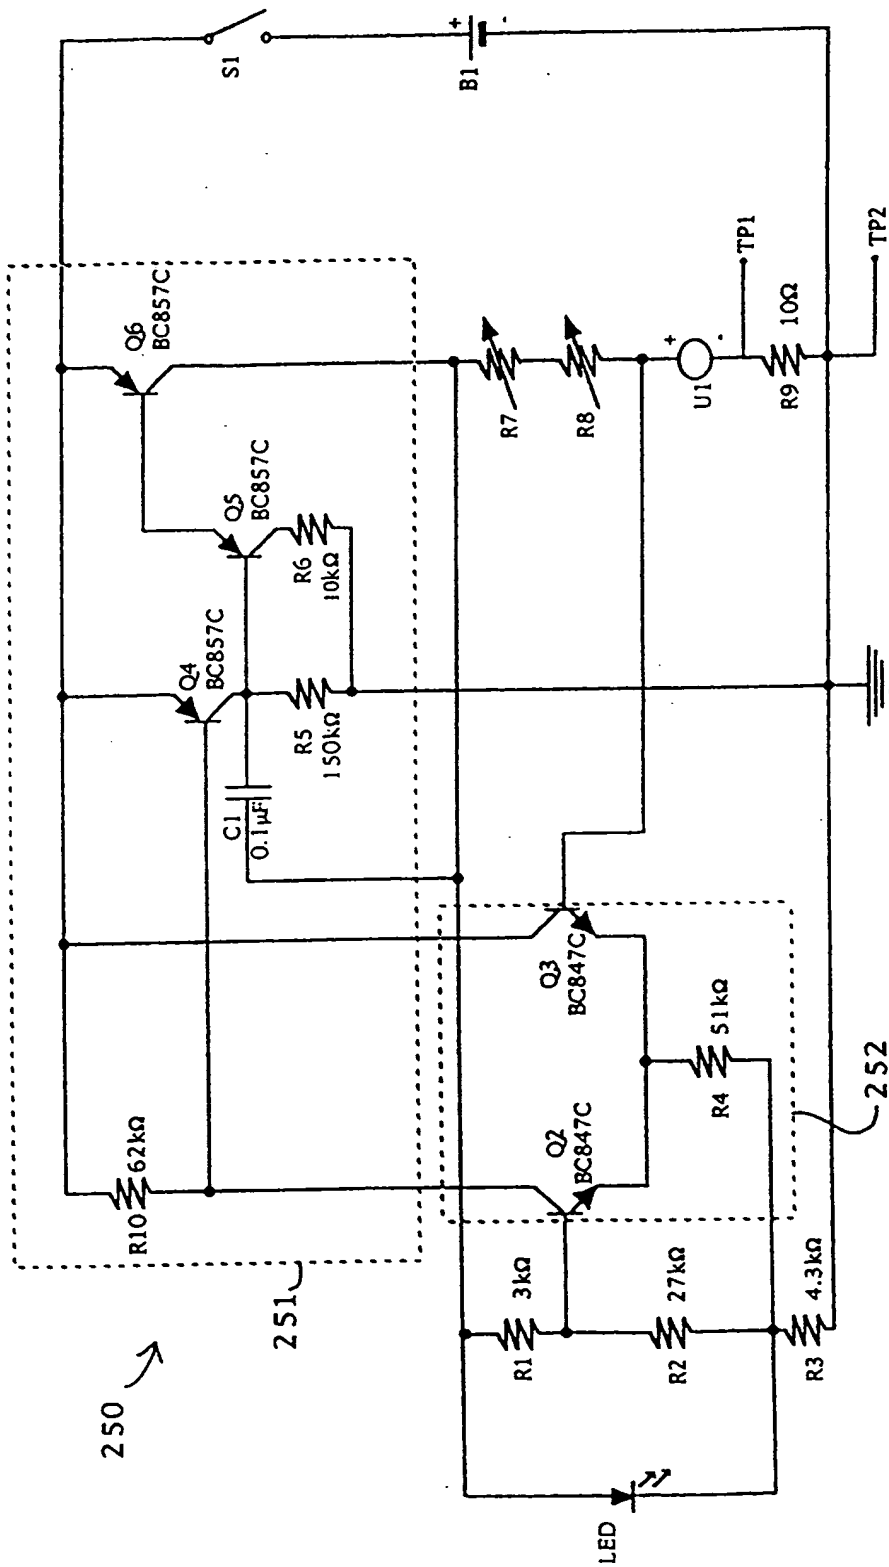 S1
B1
+
Q6
BC857C
Q5
BC857C
Q4
BC857C
R6
10kΩ
R5
150kΩ
C1
0.1µF
R10
62kΩ
251
250
R7
R8
+
U1
TP1
R9
10Ω
TP2
Q3
BC847C
Q2
BC847C
R4
51kΩ
252
R1
3kΩ
R2
27kΩ
R3
4.3kΩ
LED